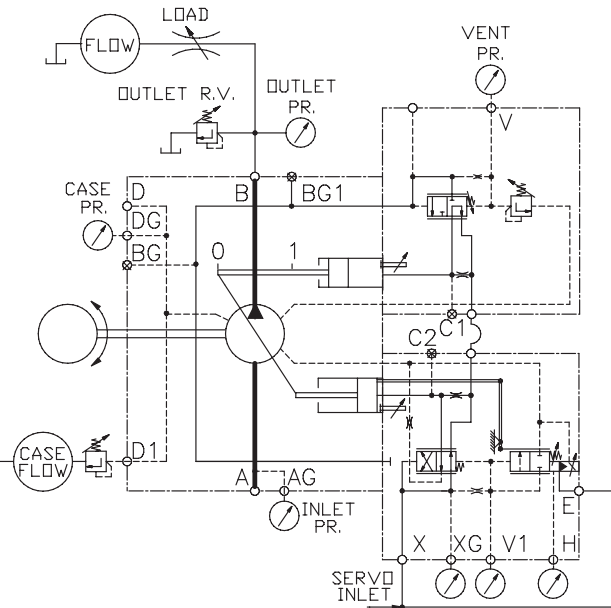 LOAD
FLOW
VENT
PR.
OUTLET R.V.
OUTLET
PR.
V
CASE
PR.
D
B
BG1
DG
BG
0
1
C1
C2
D1
CASE
FLOW
A
AG
INLET
PR.
E
X
XG
V1
H
SERVO
INLET